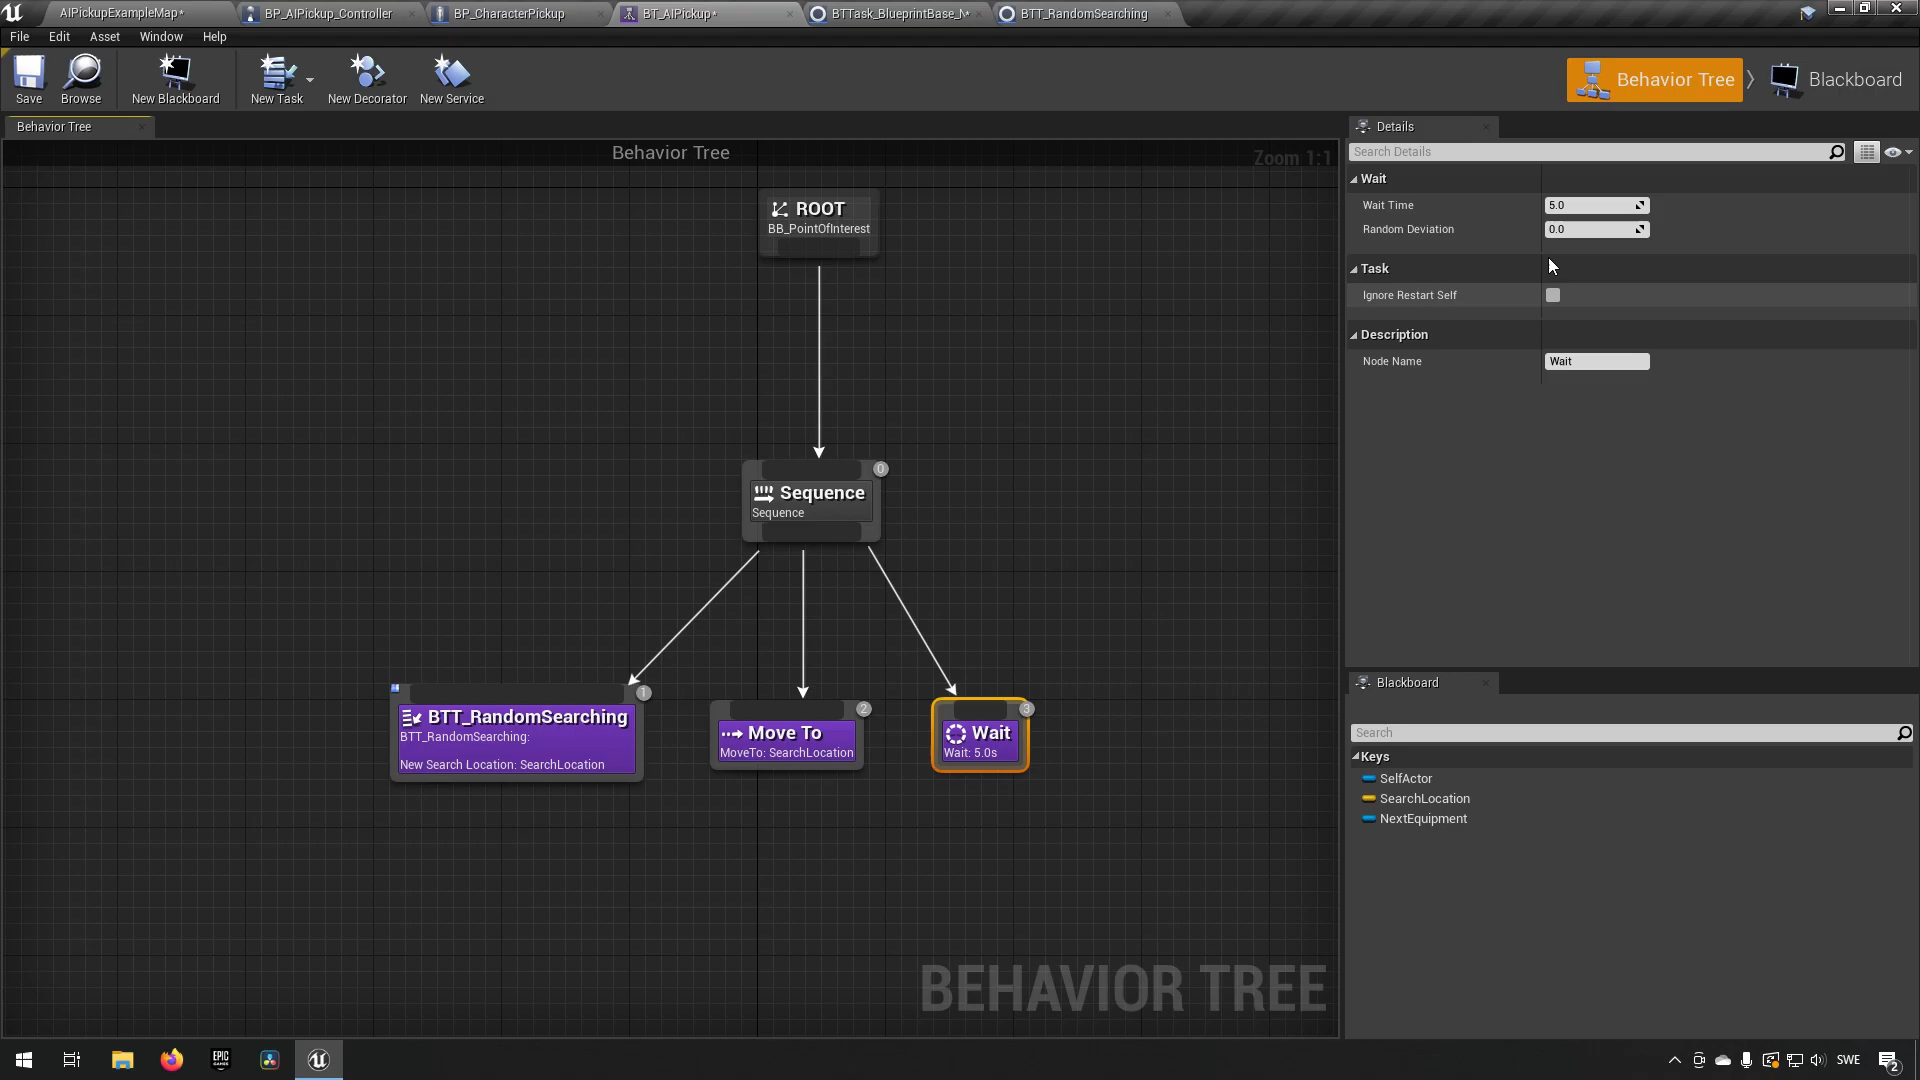 AIPickupExampleMap*
BP_AIPickup_Controller
BP_CharacterPickup
BT_AIPickup*
BTTask_BlueprintBase_N*
BTT_RandomSearching
File
Edit
Asset
Window
Help
Save
Browse
New Blackboard
New Task
New Decorator
New Service
Behavior Tree
Blackboard
Behavior Tree
Behavior Tree
Zoom 1:1
ROOT
BB_PointOfInterest
0
Sequence
Sequence
1
BTT_RandomSearching
BTT_RandomSearching:
New Search Location: SearchLocation
2
Move To
MoveTo: SearchLocation
3
Wait
Wait: 5.0s
BEHAVIOR TREE
Details
Search Details
Wait
Wait Time
5.0
Random Deviation
0.0
Task
Ignore Restart Self
Description
Node Name
Wait
Blackboard
Search
Keys
SelfActor
SearchLocation
NextEquipment
EPIC
GAMES
SWE
2